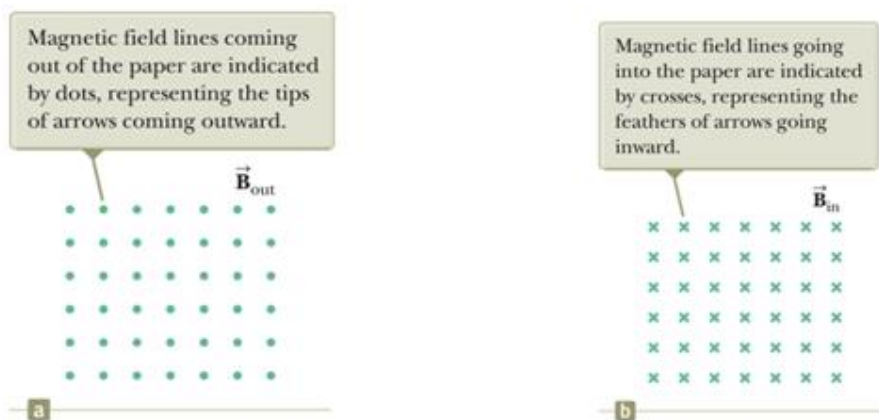 Magnetic field lines coming
out of the paper are indicated
by dots, representing the tips
of arrows coming outward.
B⃗out
a
Magnetic field lines going
into the paper are indicated
by crosses, representing the
feathers of arrows going
inward.
B⃗in
b